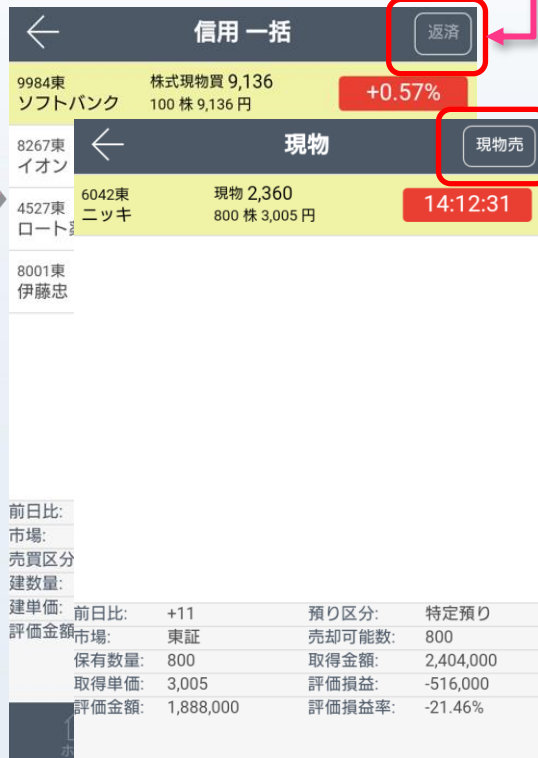 信用 一括
返済
9984東
ソフトバンク
株式現物買 9,136
100 株 9,136 円
+0.57%
8267東
イオン
4527東
ロート
8001東
伊藤忠
前日比:
市場:
売買区分
建数量:
建単価:
評価金額
現物
現物売
6042東
ニッキ
現物 2,360
800 株 3,005 円
14:12:31
前日比: +11 預り区分: 特定預り
市場: 東証 売却可能数: 800
保有数量: 800 取得金額: 2,404,000
取得単価: 3,005 評価損益: -516,000
評価金額: 1,888,000 評価損益率: -21.46%